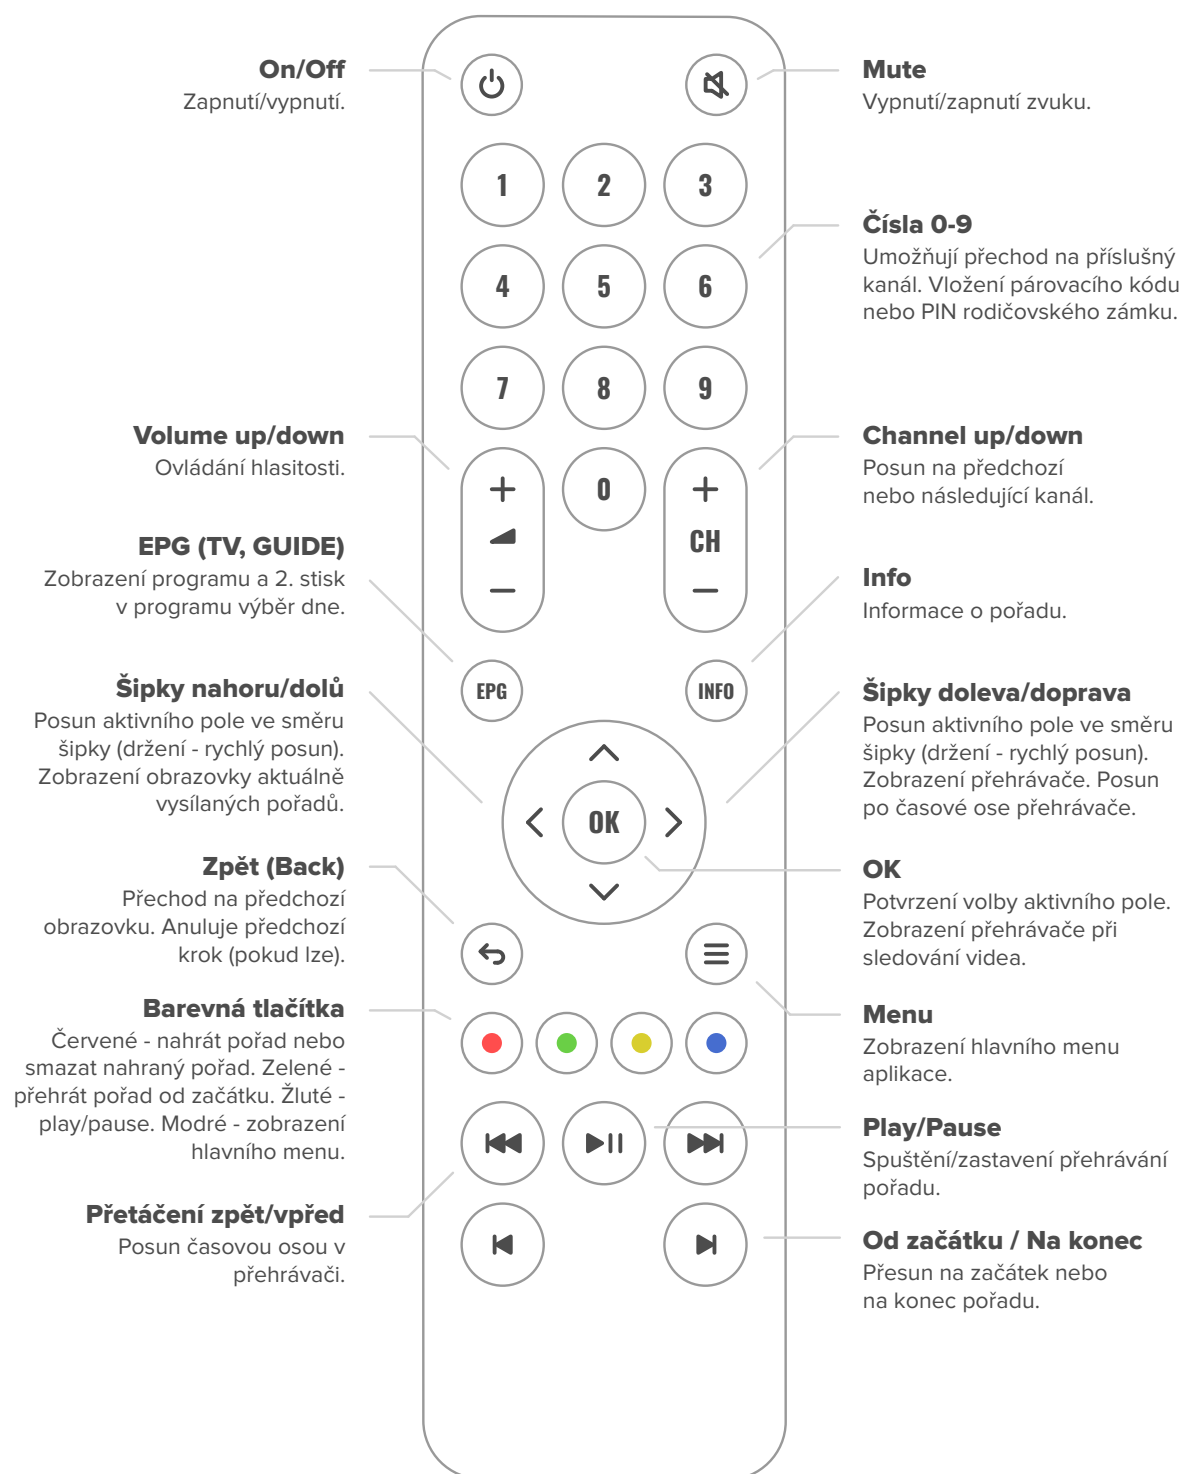 On/Off
Zapnutí/vypnutí.
Mute
Vypnutí/zapnutí zvuku.
1 2 3
Čísla 0-9
Umožňují přechod na příslušný
kanál. Vložení párovacího kódu
nebo PIN rodičovského zámku.
4 5 6
7 8 9
Volume up/down
Ovládání hlasitosti.
0
CH
Channel up/down
Posun na předchozí
nebo následující kanál.
EPG (TV, GUIDE)
Zobrazení programu a 2. stisk
v programu výběr dne.
Info
Informace o pořadu.
EPG
INFO
Šipky nahoru/dolů
Posun aktivního pole ve směru
šipky (držení - rychlý posun).
Zobrazení obrazovky aktuálně
vysílaných pořadů.
OK
Šipky doleva/doprava
Posun aktivního pole ve směru
šipky (držení - rychlý posun).
Zobrazení přehrávače. Posun
po časové ose přehrávače.
Zpět (Back)
Přechod na předchozí
obrazovku. Anuluje předchozí
krok (pokud lze).
OK
Potvrzení volby aktivního pole.
Zobrazení přehrávače při
sledování videa.
Barevná tlačítka
Červené - nahrát pořad nebo
smazat nahraný pořad. Zelené -
přehrát pořad od začátku. Žluté -
play/pause. Modré - zobrazení
hlavního menu.
Menu
Zobrazení hlavního menu
aplikace.
Play/Pause
Spuštění/zastavení přehrávání
pořadu.
Přetáčení zpět/vpřed
Posun časovou osou v
přehrávači.
Od začátku / Na konec
Přesun na začátek nebo
na konec pořadu.